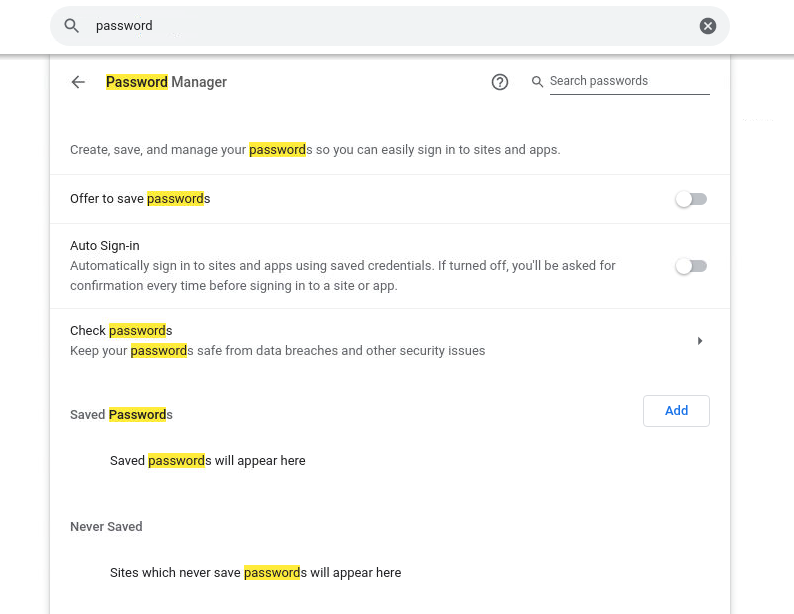 password
Password Manager
Search passwords
Create, save, and manage your passwords so you can easily sign in to sites and apps.
Offer to save passwords
Auto Sign-in
Automatically sign in to sites and apps using saved credentials. If turned off, you'll be asked for
confirmation every time before signing in to a site or app.
Check passwords
Keep your passwords safe from data breaches and other security issues
Saved Passwords
Add
Saved passwords will appear here
Never Saved
Sites which never save passwords will appear here